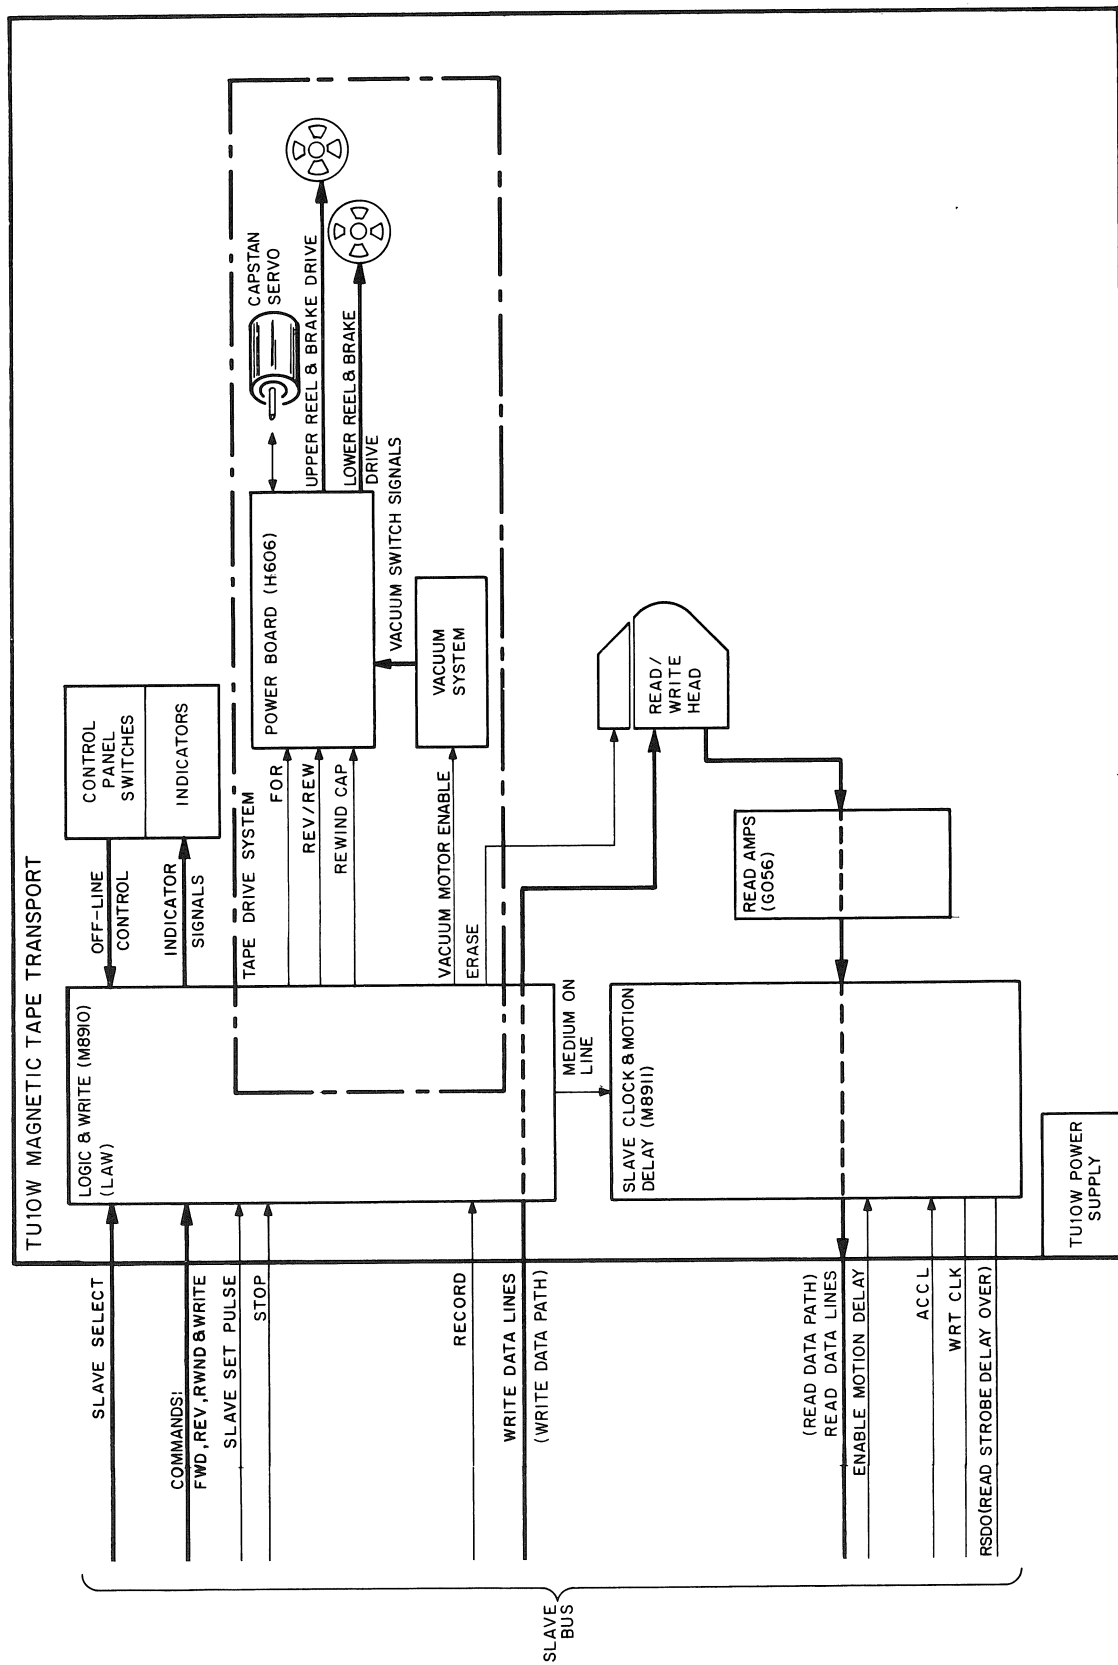 TU10W MAGNETIC TAPE TRANSPORT
SLAVE
BUS
SLAVE SELECT
COMMANDS:
FWD, REV, RWND & WRITE
SLAVE SET PULSE
STOP
RECORD
WRITE DATA LINES
(WRITE DATA PATH)
(READ DATA PATH)
READ DATA LINES
ENABLE MOTION DELAY
ACCL
WRT CLK
RSDO (READ STROBE DELAY OVER)
LOGIC & WRITE (M8910)
(LAW)
OFF-LINE
CONTROL
INDICATOR
SIGNALS
CONTROL
PANEL
SWITCHES
INDICATORS
TAPE DRIVE SYSTEM
FOR
REV/REW
REWIND CAP
VACUUM MOTOR ENABLE
ERASE
POWER BOARD (H606)
VACUUM SWITCH SIGNALS
VACUUM
SYSTEM
CAPSTAN
SERVO
UPPER REEL & BRAKE DRIVE
LOWER REEL & BRAKE
DRIVE
MEDIUM ON
LINE
READ/
WRITE
HEAD
READ AMPS
(G056)
SLAVE CLOCK & MOTION
DELAY (M8911)
TU10W POWER
SUPPLY